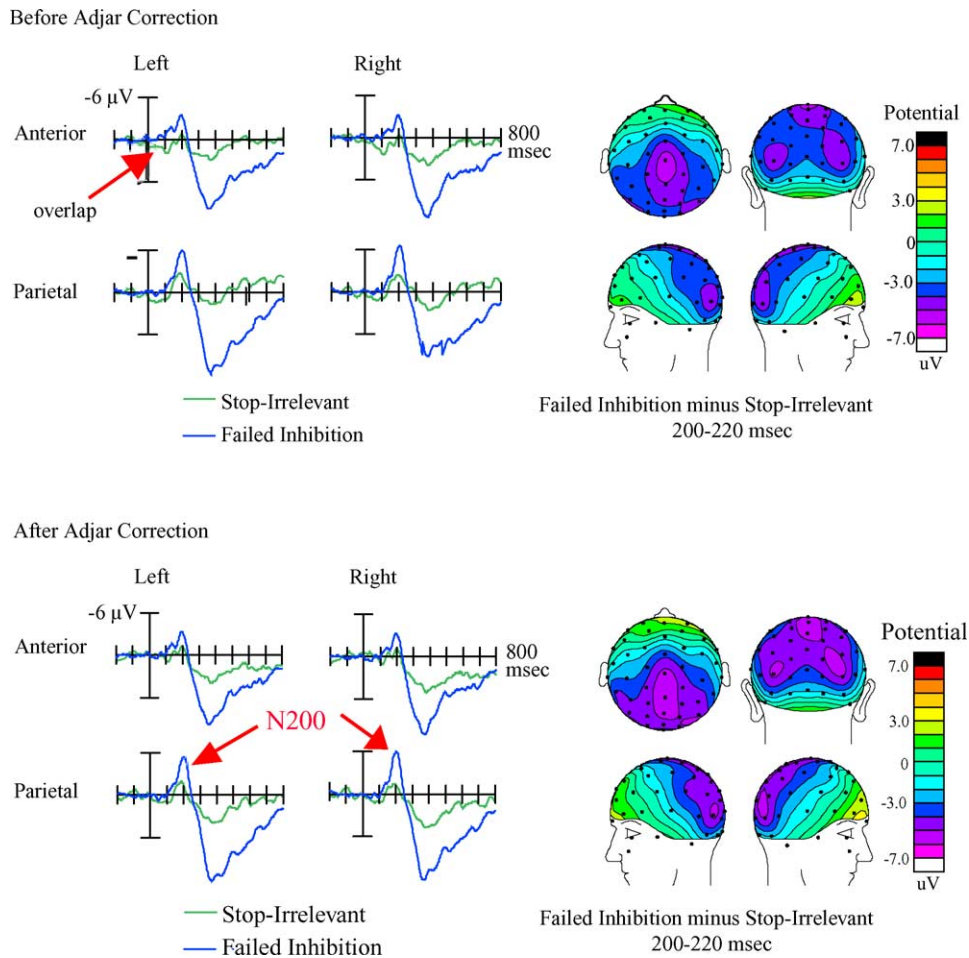 Before Adjar Correction
Left
Right
-6 µV
Anterior
800
msec
overlap
Parietal
Stop-Irrelevant
Failed Inhibition
Potential
7.0
3.0
0
-3.0
-7.0
uV
Failed Inhibition minus Stop-Irrelevant
200-220 msec
After Adjar Correction
Left
Right
-6 µV
Anterior
800
msec
N200
Parietal
Stop-Irrelevant
Failed Inhibition
Potential
7.0
3.0
0
-3.0
-7.0
uV
Failed Inhibition minus Stop-Irrelevant
200-220 msec